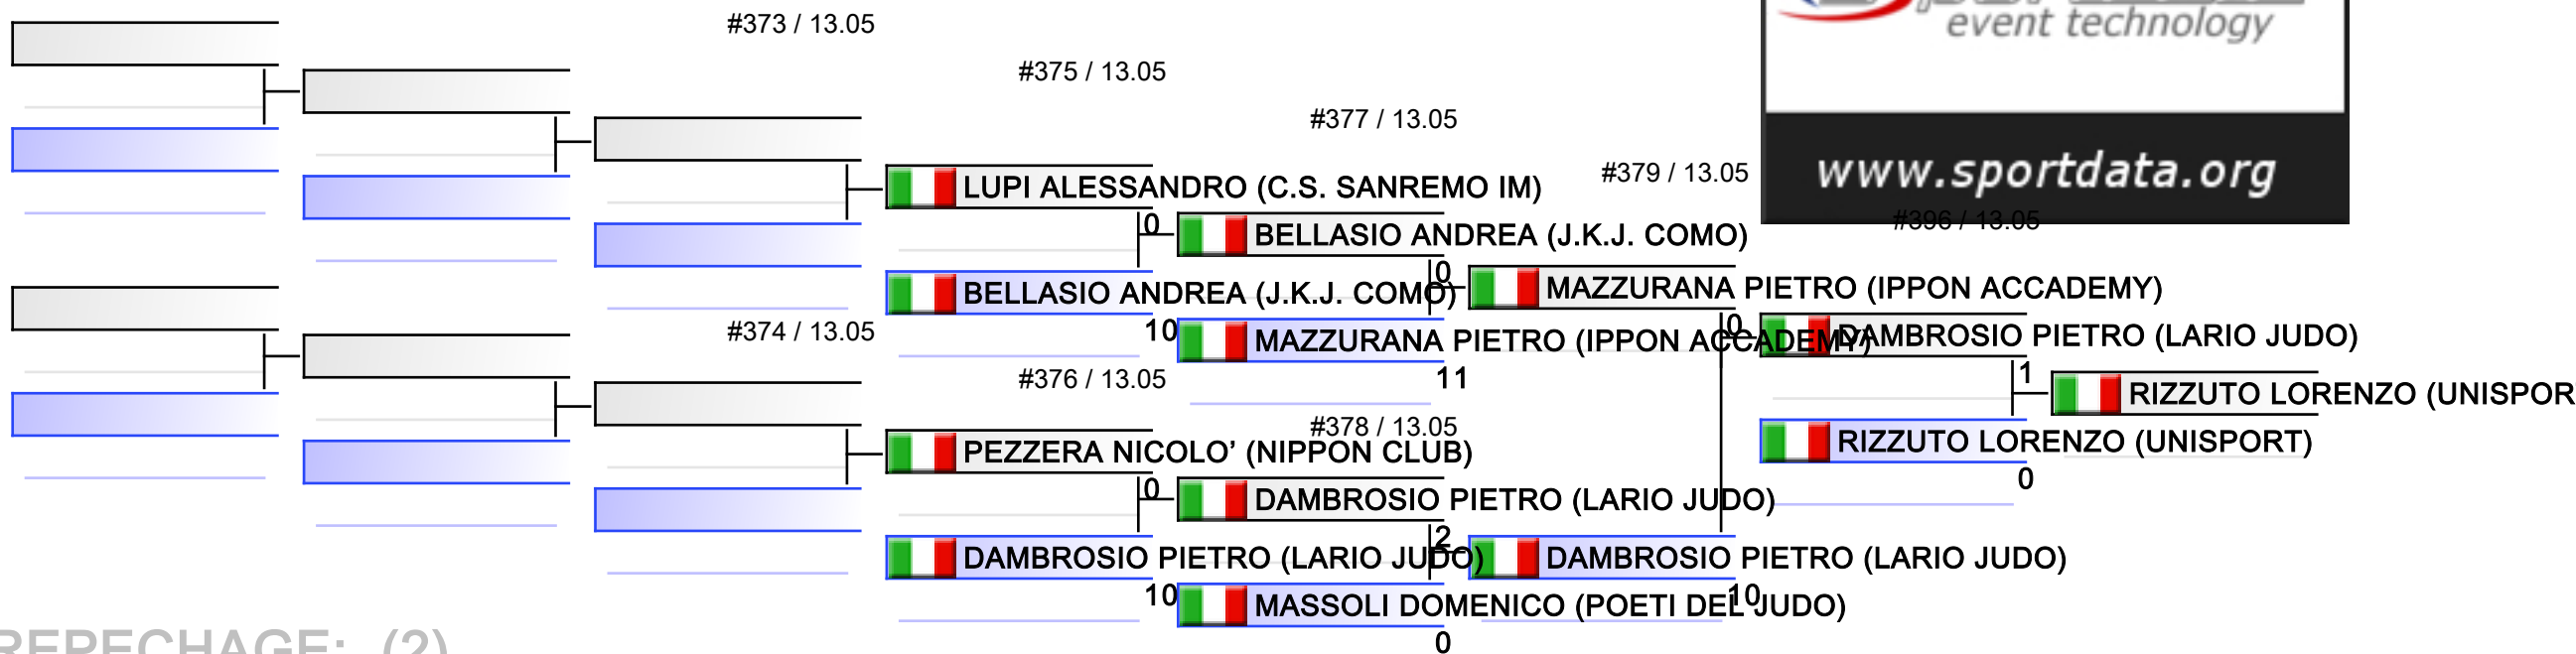 event technology
www.sportdata.org
#373 / 13.05
#375 / 13.05
#377 / 13.05
#379 / 13.05
#396 / 13.05
LUPI ALESSANDRO (C.S. SANREMO IM)
0
BELLASIO ANDREA (J.K.J. COMO)
0
BELLASIO ANDREA (J.K.J. COMO)
10
MAZZURANA PIETRO (IPPON ACCADEMY)
0
MAZZURANA PIETRO (IPPON ACCADEMY)
11
DAMBROSIO PIETRO (LARIO JUDO)
1
RIZZUTO LORENZO (UNISPOR
RIZZUTO LORENZO (UNISPORT)
0
#374 / 13.05
#376 / 13.05
#378 / 13.05
PEZZERA NICOLO’ (NIPPON CLUB)
0
DAMBROSIO PIETRO (LARIO JUDO)
2
DAMBROSIO PIETRO (LARIO JUDO)
10
DAMBROSIO PIETRO (LARIO JUDO)
10
MASSOLI DOMENICO (POETI DEL JUDO)
0
REPECHAGE: (2)